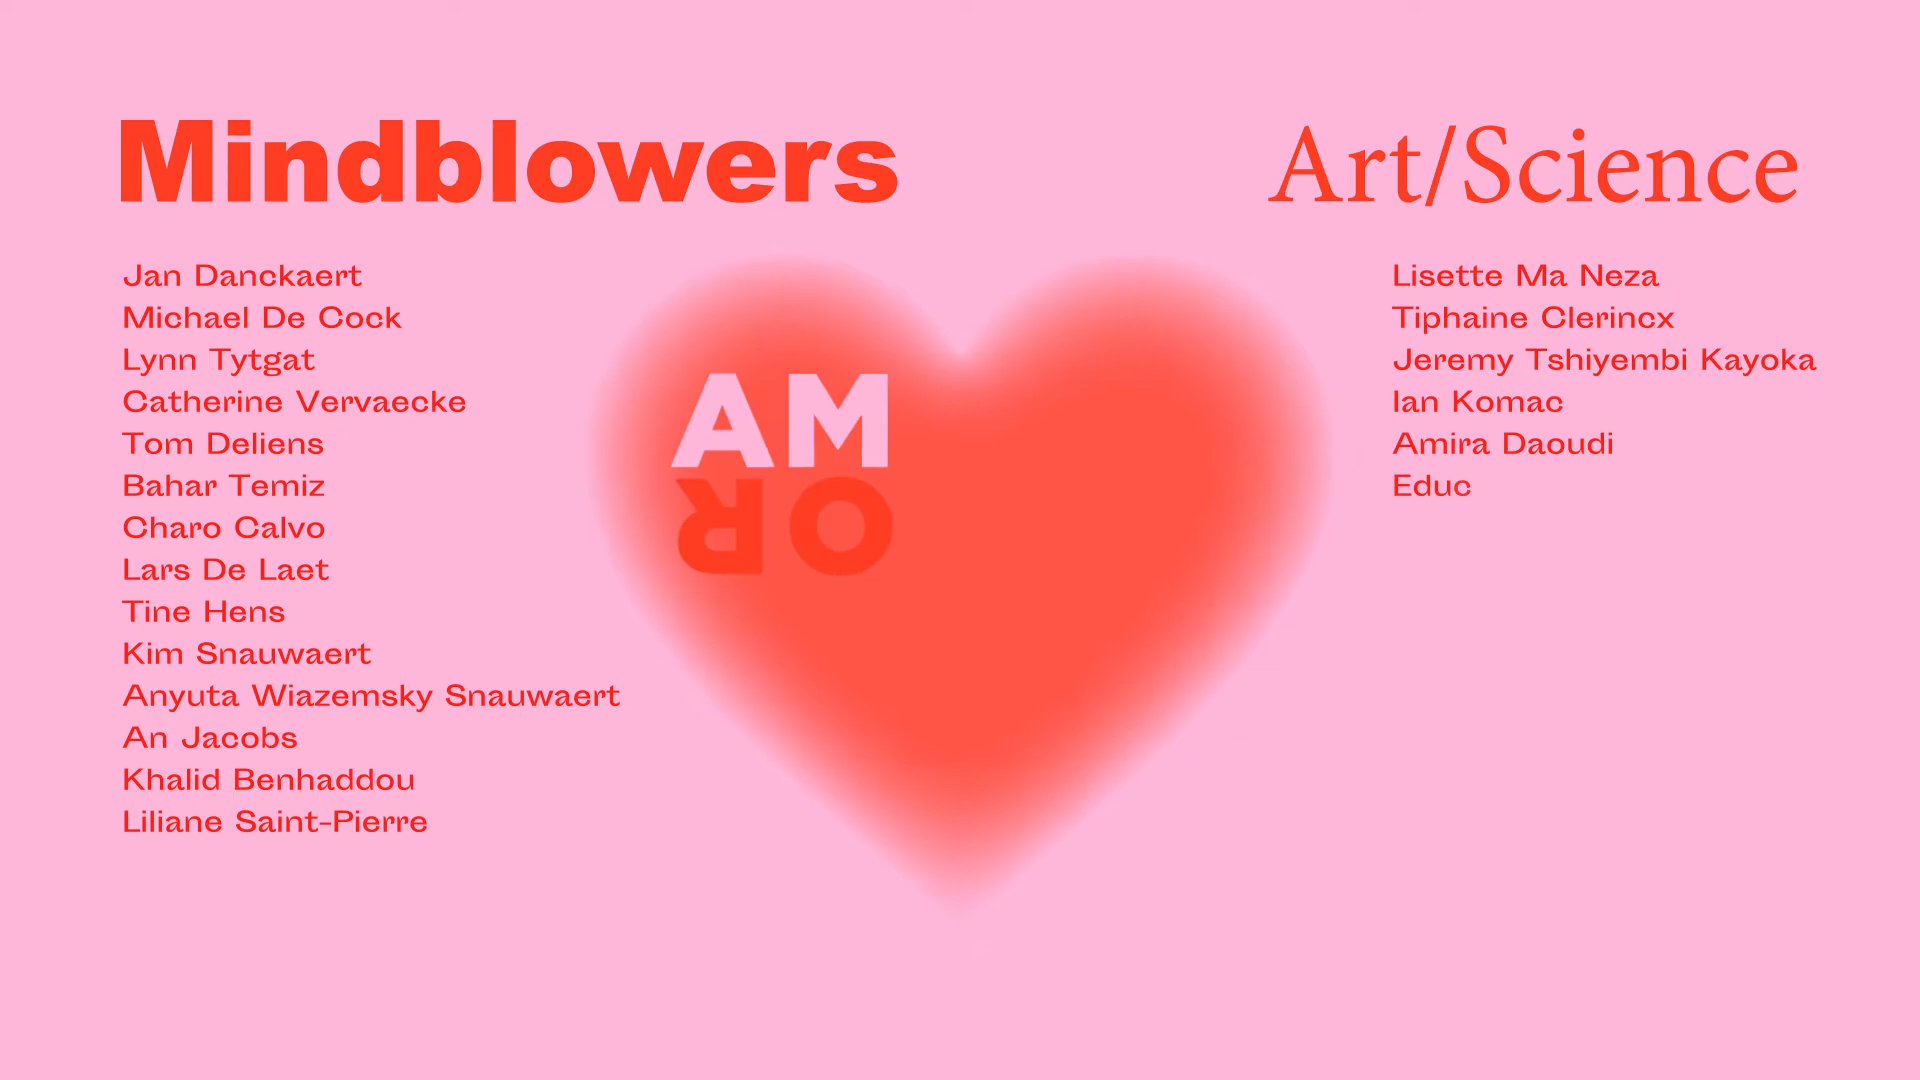 Mindblowers
Jan Danckaert
Michael De Cock
Lynn Tytgat
Catherine Vervaecke
Tom Deliens
Bahar Temiz
Charo Calvo
Lars De Laet
Tine Hens
Kim Snauwaert
Anyuta Wiazemsky Snauwaert
An Jacobs
Khalid Benhaddou
Liliane Saint-Pierre
AM
OR
Art/Science
Lisette Ma Neza
Tiphaine Clerincx
Jeremy Tshiyembi Kayoka
Ian Komac
Amira Daoudi
Educ